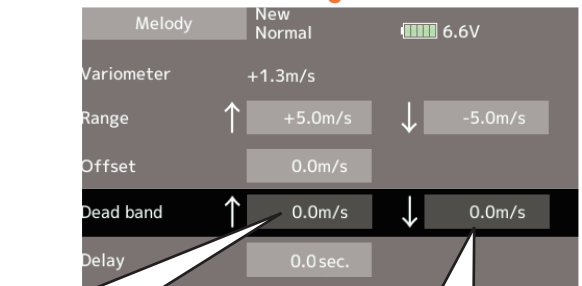 Melody
New
Normal
6.6V
Variometer +1.3m/s
Range ↑ +5.0m/s ↓ -5.0m/s
Offset 0.0m/s
Dead band ↑ 0.0m/s ↓ 0.0m/s
Delay 0.0 sec.